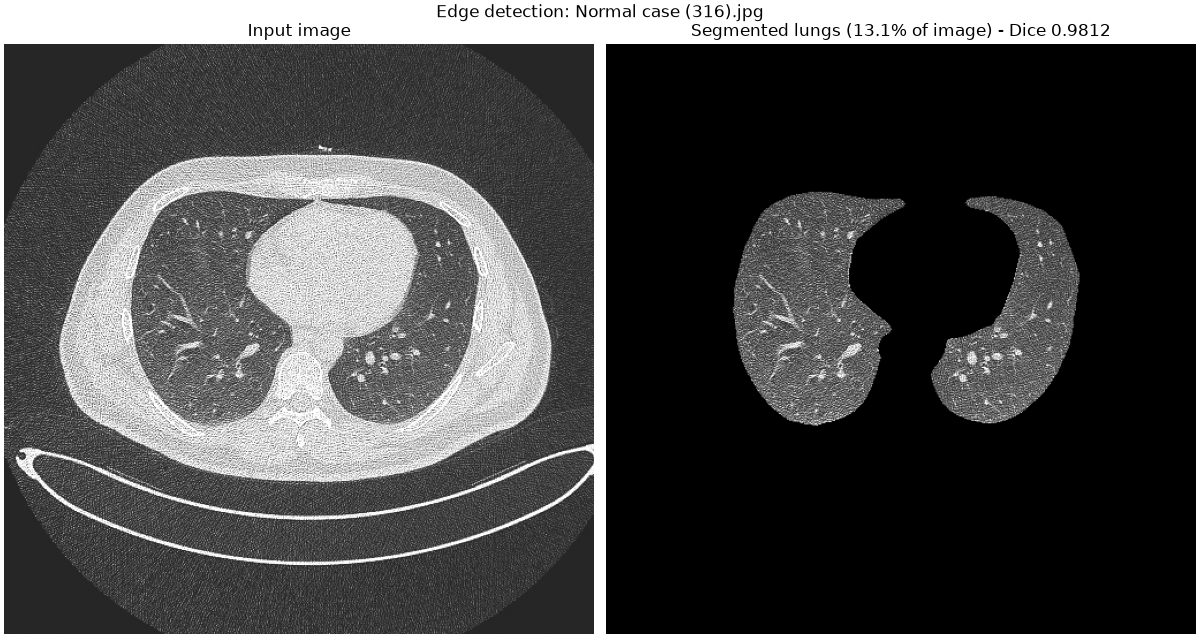 Edge detection: Normal case (316).jpg
Input image
Segmented lungs (13.1% of image) - Dice 0.9812